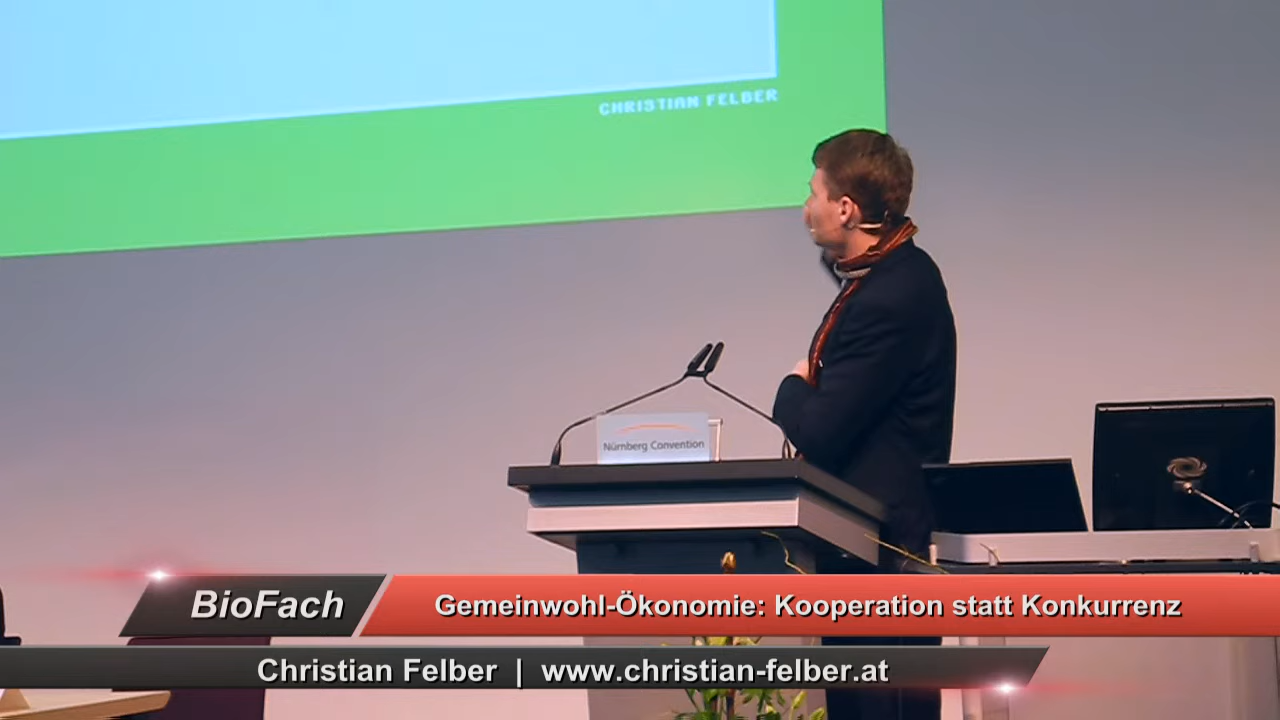 CHRISTIAN FELBER
Nürnberg Convention
BioFach
Gemeinwohl-Ökonomie: Kooperation statt Konkurrenz
Christian Felber | www.christian-felber.at